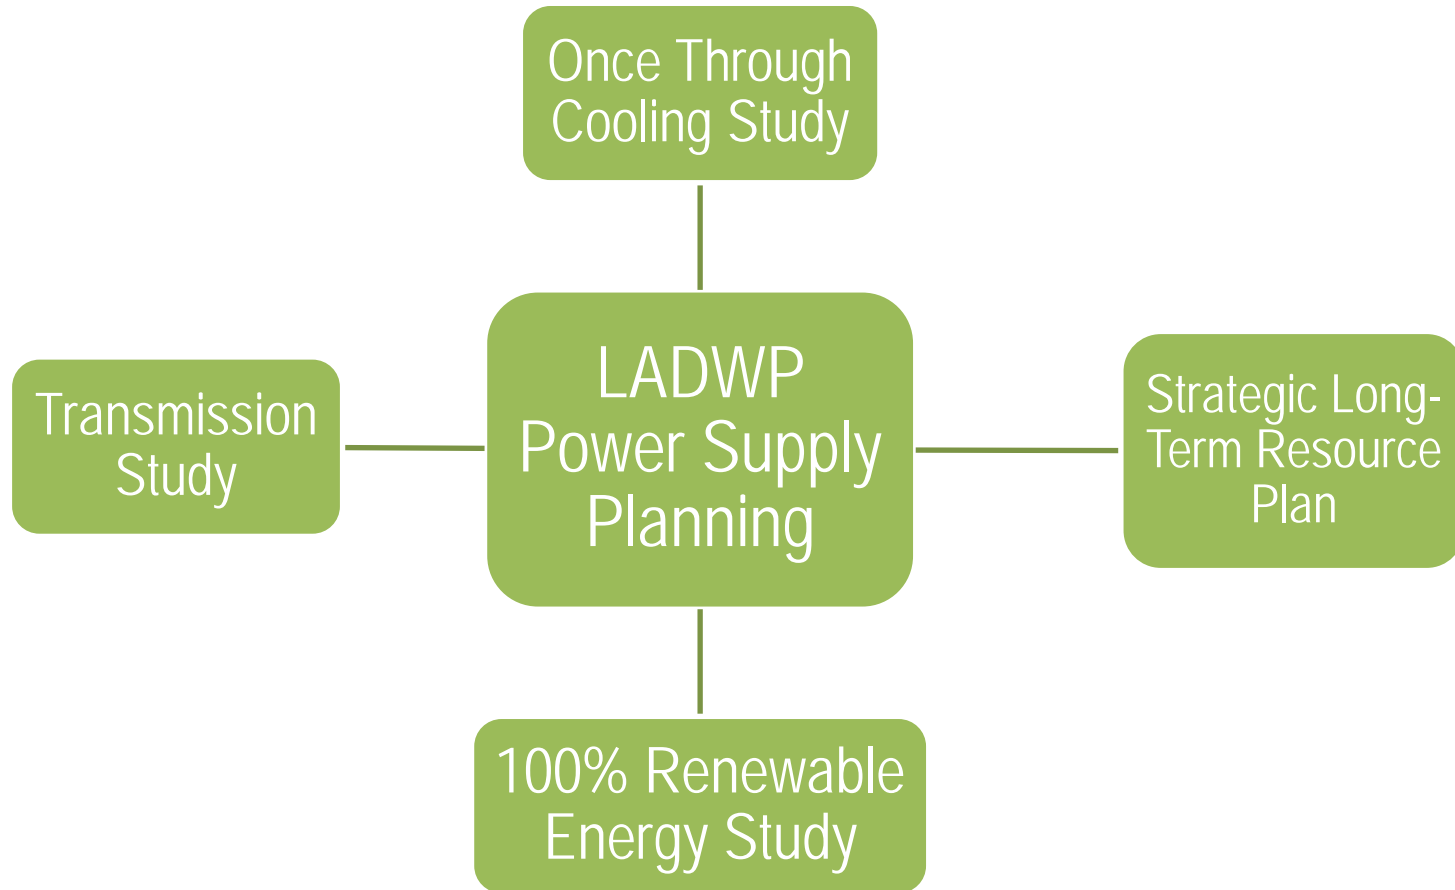 Once Through
Cooling Study
LADWP
Power Supply
Planning
Transmission
Study
Strategic Long-
Term Resource
Plan
100% Renewable
Energy Study